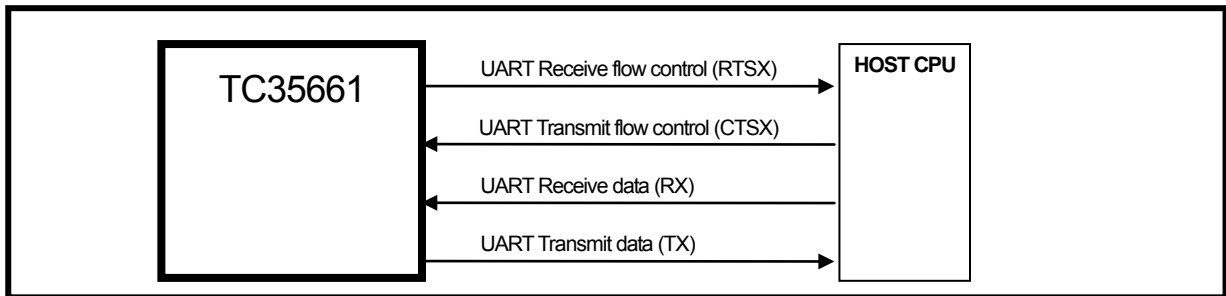 TC35661
UART Receive flow control (RTSX)
HOST CPU
UART Transmit flow control (CTSX)
UART Receive data (RX)
UART Transmit data (TX)